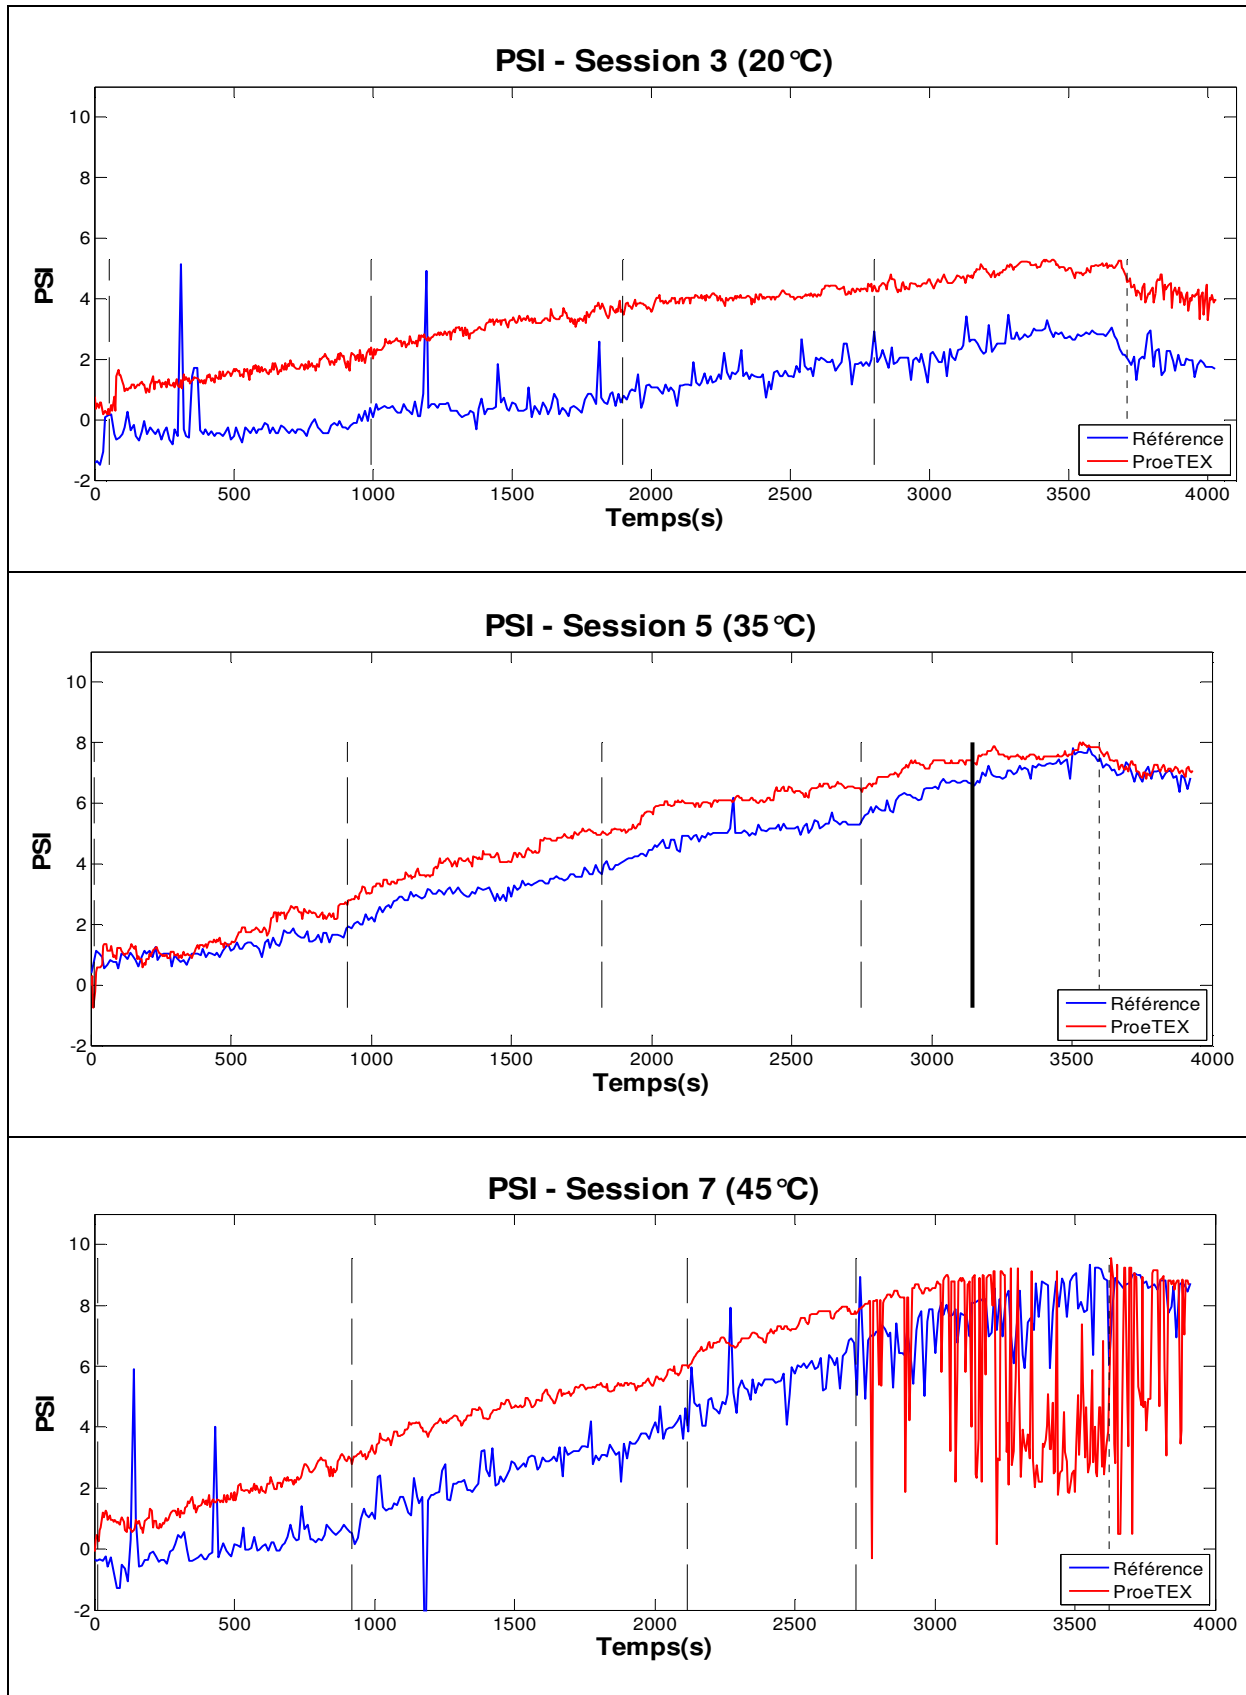 PSI - Session 3 (20°C)
10
8
6
4
2
0
-2
PSI
0 500 1000 1500 2000 2500 3000 3500 4000
Temps(s)
Référence
ProeTEX
PSI - Session 5 (35°C)
10
8
6
4
2
0
-2
PSI
0 500 1000 1500 2000 2500 3000 3500 4000
Temps(s)
Référence
ProeTEX
PSI - Session 7 (45°C)
10
8
6
4
2
0
-2
PSI
0 500 1000 1500 2000 2500 3000 3500 4000
Temps(s)
Référence
ProeTEX